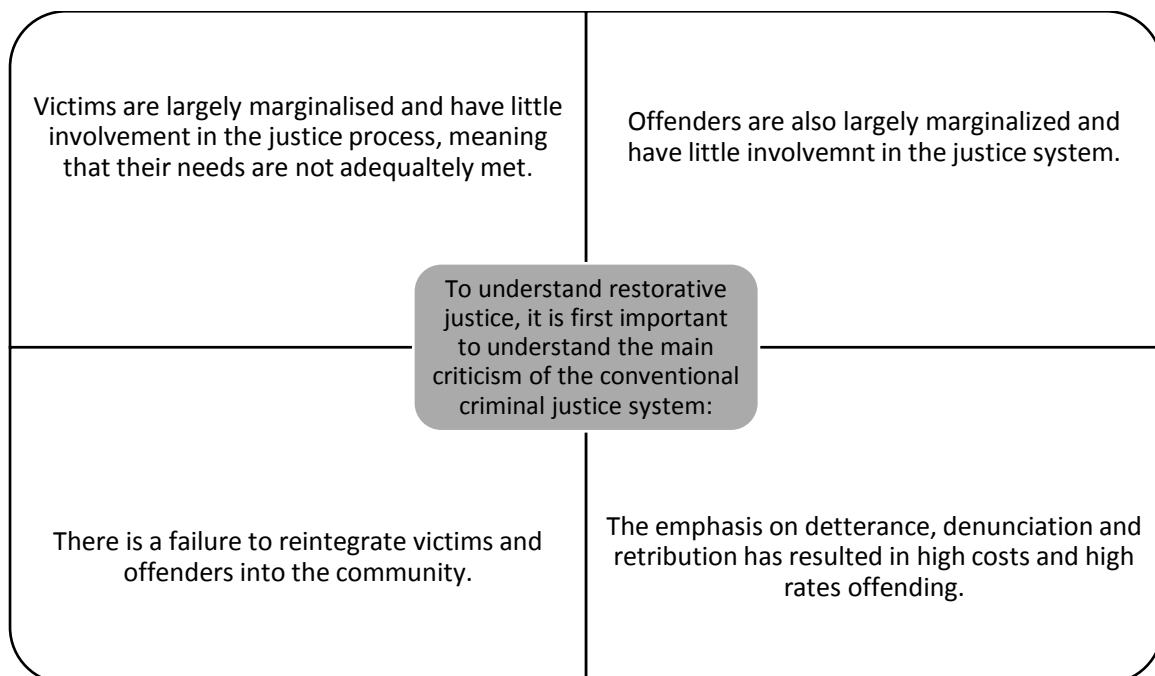 Victims are largely marginalised and have little
involvement in the justice process, meaning
that their needs are not adequaltely met.
Offenders are also largely marginalized and
have little involvemnt in the justice system.
To understand restorative
justice, it is first important
to understand the main
criticism of the conventional
criminal justice system:
There is a failure to reintegrate victims and
offenders into the community.
The emphasis on detterance, denunciation and
retribution has resulted in high costs and high
rates offending.